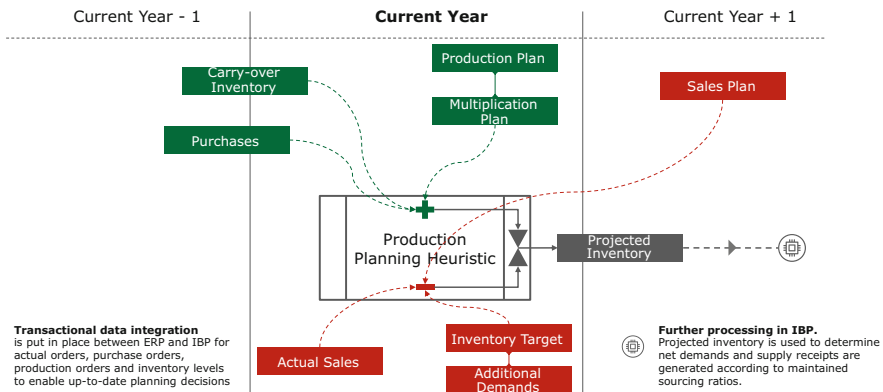 Current Year - 1
Current Year
Current Year + 1
Carry-over
Inventory
Production Plan
Sales Plan
Multiplication
Plan
Purchases
Production
Planning Heuristic
Projected
Inventory
Transactional data integration
is put in place between ERP and IBP for
actual orders, purchase orders,
production orders and inventory levels
to enable up-to-date planning decisions
Actual Sales
Inventory Target
Additional
Demands
Further processing in IBP.
Projected inventory is used to determine
net demands and supply receipts are
generated according to maintained
sourcing ratios.